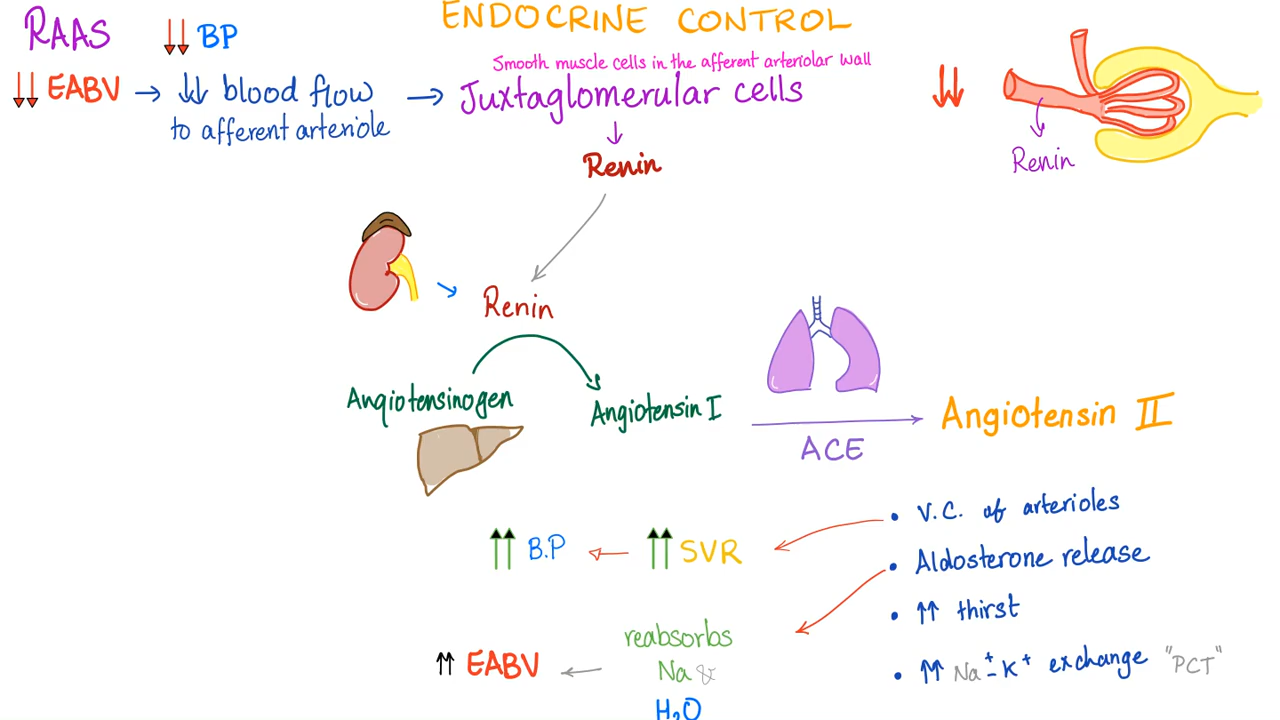 RAAS
↓↓ BP
ENDOCRINE CONTROL
Smooth muscle cells in the afferent arteriolar wall
↓↓ EABV → ↓↓ blood flow → Juxtaglomerular cells
to afferent arteriole
↓
Renin
↓↓
Renin
Renin
Angiotensinogen
Angiotensin I
ACE
Angiotensin II
• V.C. of arterioles
↑↑ B.P
↑↑ SVR
• Aldosterone release
• ↑↑ thirst
reabsorbs
↑↑ EABV ← Na &
H₂O
• ↑↑ Na⁺-K⁺ exchange "PCT"